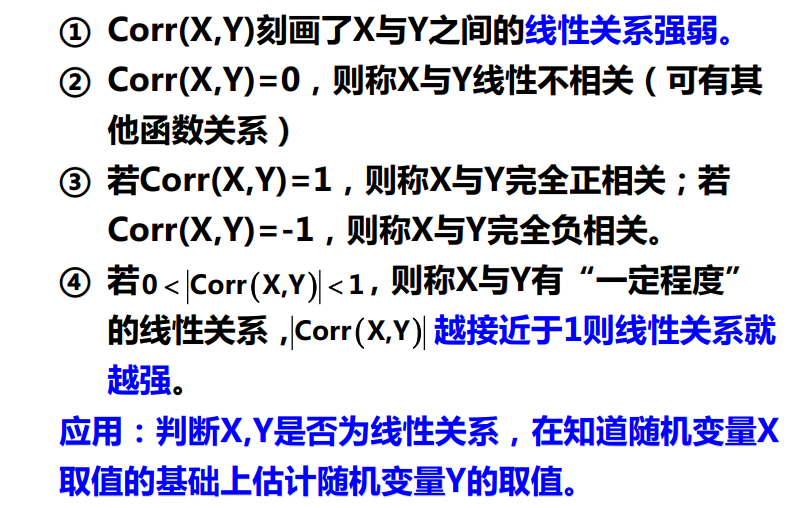 ① Corr(X,Y)刻画了X与Y之间的线性关系强弱。
② Corr(X,Y)=0，则称X与Y线性不相关（可有其
他函数关系）
③ 若Corr(X,Y)=1，则称X与Y完全正相关；若
Corr(X,Y)=-1，则称X与Y完全负相关。
④ 若0<|Corr(X,Y)|<1，则称X与Y有“一定程度”
的线性关系，|Corr(X,Y)|越接近于1则线性关系就
越强。
应用：判断X,Y是否为线性关系，在知道随机变量X
取值的基础上估计随机变量Y的取值。